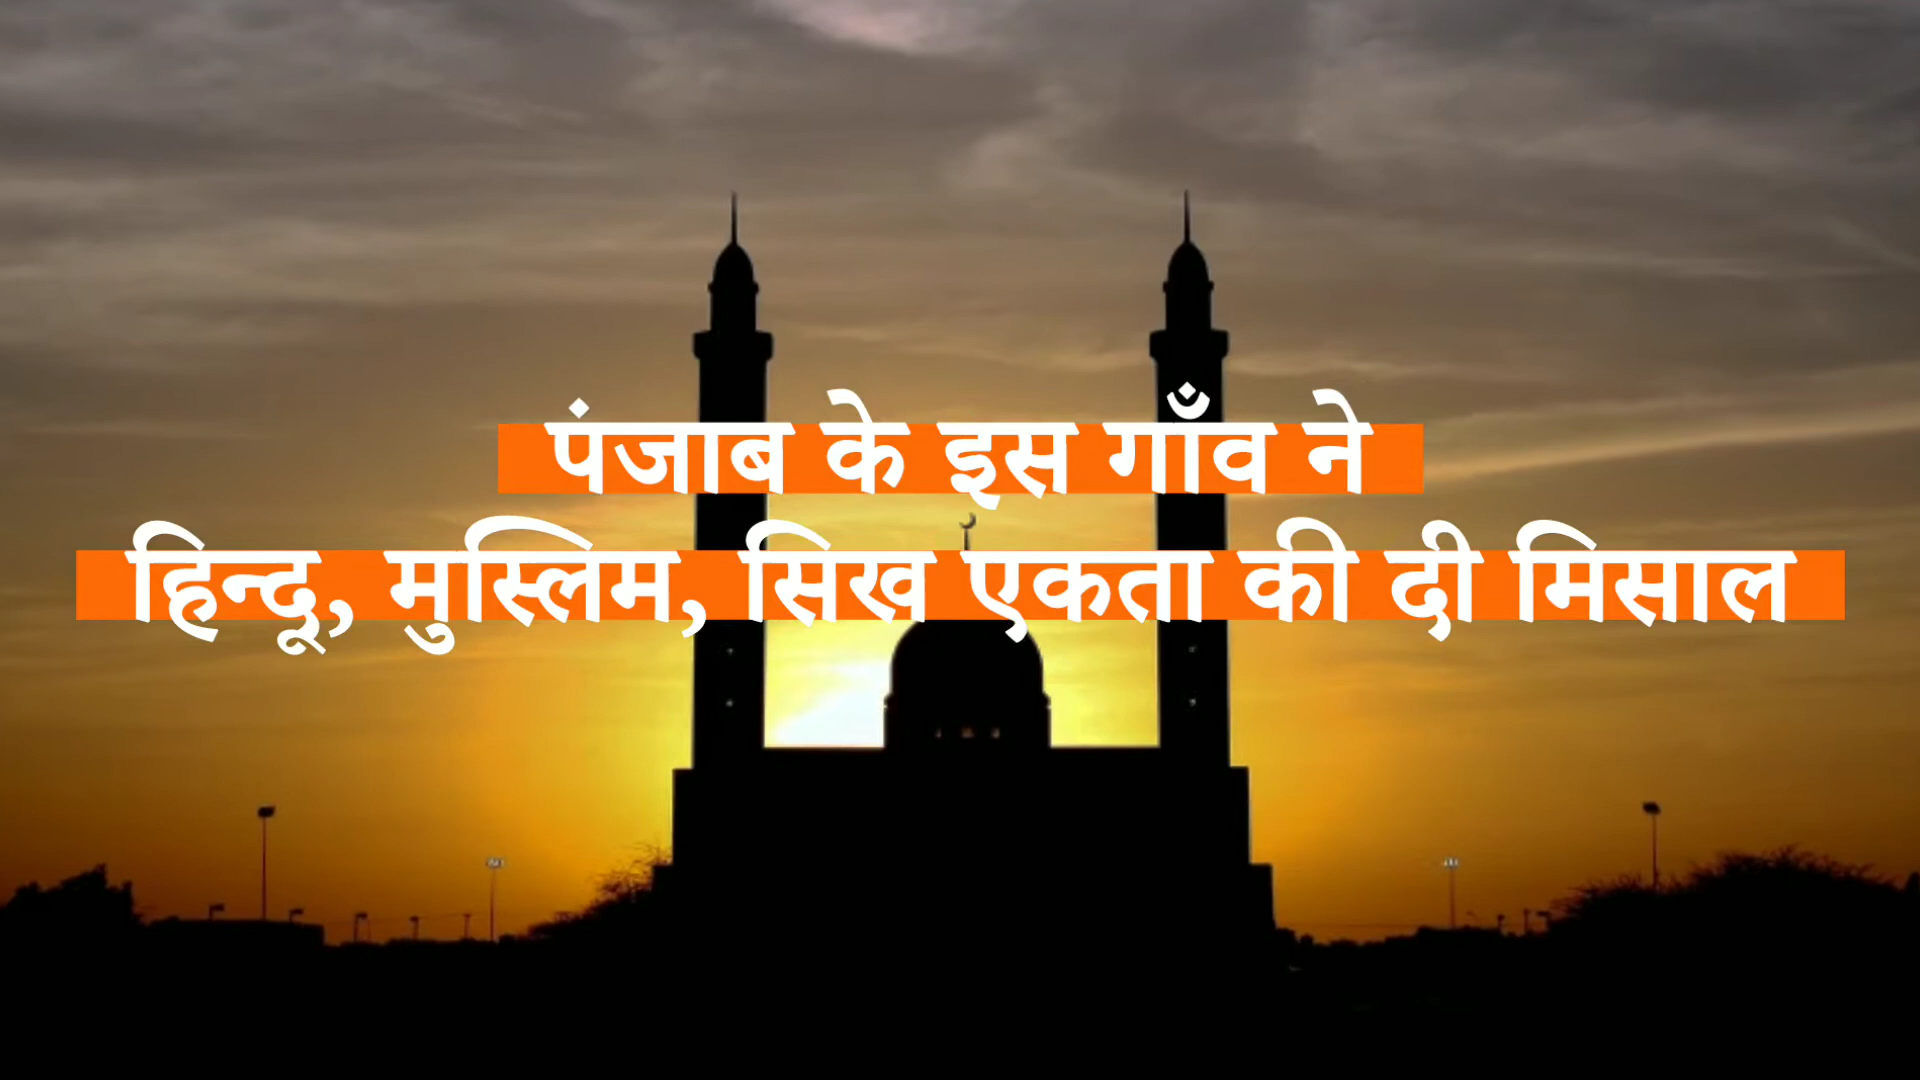 पंजाब के इस गाँव ने
हिन्दू, मुस्लिम, सिख एकता की दी मिसाल